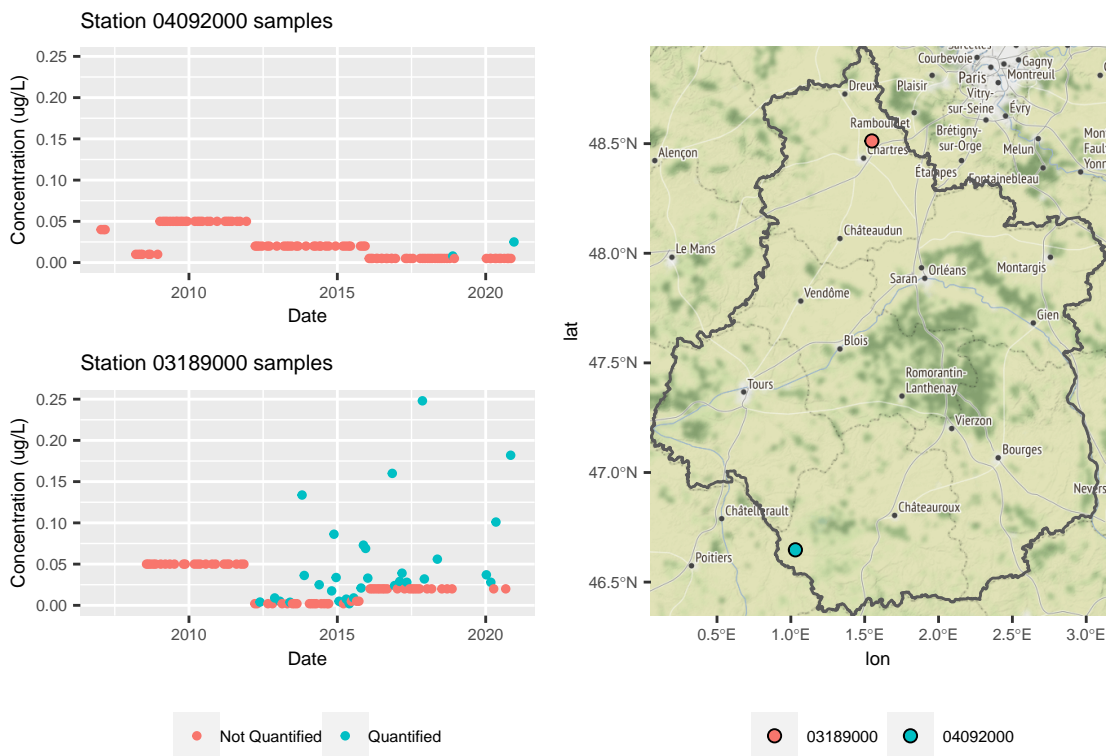 Station 04092000 samples
0.25
0.20
0.15
0.10
0.05
0.00
Concentration (ug/L)
2010
2015
2020
Date
Station 03189000 samples
0.25
0.20
0.15
0.10
0.05
0.00
Concentration (ug/L)
2010
2015
2020
Date
Not Quantified
Quantified
Courbevoie
Gagny
Paris
Montreuil
Dreux
Plaisir
Vitry-
sur-Seine
Évry
Rambouillet
Brétigny-
sur-Orge
Melun
Alençon
Chartres
Étampes
Fontainebleau
Le Mans
Châteaudun
Orléans
Montargis
Saran
Vendôme
Gien
Blois
Tours
Romorantin-
Lanthenay
Vierzon
Bourges
Nevers
Châtellerault
Châteauroux
Poitiers
48.5°N
48.0°N
47.5°N
47.0°N
46.5°N
lat
0.5°E
1.0°E
1.5°E
2.0°E
2.5°E
3.0°E
lon
03189000
04092000